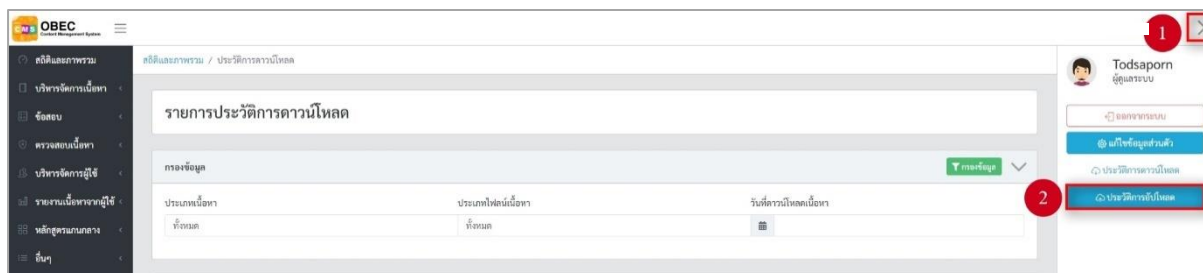 CMS OBEC
Content Management System
1
สถิติและภาพรวม
บริหารจัดการเนื้อหา
ข้อสอบ
ตรวจสอบเนื้อหา
บริหารจัดการผู้ใช้
รายงานเนื้อหาจากผู้ใช้
หลักสูตรแกนกลาง
อื่นๆ
สถิติและภาพรวม / ประวัติการดาวน์โหลด
รายการประวัติการดาวน์โหลด
กรองข้อมูล
กรองข้อมูล
ประเภทเนื้อหา
ประเภทไฟล์เนื้อหา
วันที่ดาวน์โหลดเนื้อหา
ทั้งหมด
ทั้งหมด
Todsaporn
ผู้ดูแลระบบ
ออกจากระบบ
แก้ไขข้อมูลส่วนตัว
ประวัติการดาวน์โหลด
2
ประวัติการอัปโหลด